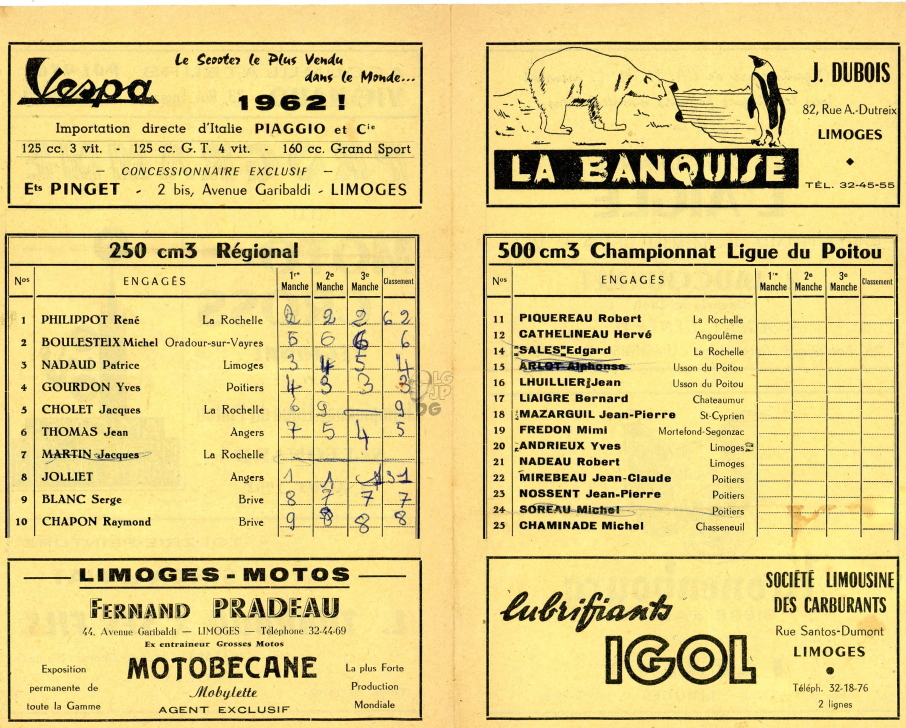 Vespa
Le Scooter le Plus Vendu
dans le Monde...
1962 !
Importation directe d'Italie PIAGGIO et Cie
125 cc. 3 vit. - 125 cc. G. T. 4 vit. - 160 cc. Grand Sport
— CONCESSIONNAIRE EXCLUSIF —
Ets PINGET - 2 bis, Avenue Garibaldi - LIMOGES
250 cm3 Régional
Nos ENGAGÉS 1re Manche 2e Manche 3e Manche Classement
1 PHILIPPOT René La Rochelle 2 2 2 6 2
2 BOULESTEIX Michel Oradour-sur-Vayres 5 6 6 6
3 NADAUD Patrice Limoges 3 4 5 4
4 GOURDON Yves Poitiers 4 3 3 3
5 CHOLET Jacques La Rochelle 6 9 — 9
6 THOMAS Jean Angers 7 5 4 5
7 MARTIN Jacques La Rochelle
8 JOLLIET Angers 1 1 1 3 1
9 BLANC Serge Brive 8 7 7 7
10 CHAPON Raymond Brive 9 8 8 8
LIMOGES-MOTOS
FERNAND PRADEAU
44. Avenue Garibaldi — LIMOGES — Téléphone 32-44-69
Ex entraineur Grosses Motos
Exposition
permanente de
toute la Gamme
MOTOBECANE
Mobylette
AGENT EXCLUSIF
La plus Forte
Production
Mondiale
J. DUBOIS
82, Rue A.-Dutreix
LIMOGES
LA BANQUISE
TÉL. 32-45-55
500 cm3 Championnat Ligue du Poitou
Nos ENGAGÉS 1re Manche 2e Manche 3e Manche Classement
11 PIQUEREAU Robert La Rochelle
12 CATHELINEAU Hervé Angoulême
14 SALES Edgard La Rochelle
15 ARLOT Alphonse Usson du Poitou
16 LHUILLIER Jean Usson du Poitou
17 LIAIGRE Bernard Chateaumur
18 MAZARGUIL Jean-Pierre St-Cyprien
19 FREDON Mimi Mortefond-Segonzac
20 ANDRIEUX Yves Limoges
21 NADEAU Robert Limoges
22 MIREBEAU Jean-Claude Poitiers
23 NOSSENT Jean-Pierre Poitiers
24 SOREAU Michel Poitiers
25 CHAMINADE Michel Chasseneuil
lubrifiants
IGOL
SOCIÉTÉ LIMOUSINE
DES CARBURANTS
Rue Santos-Dumont
LIMOGES
Téléph. 32-18-76
2 lignes